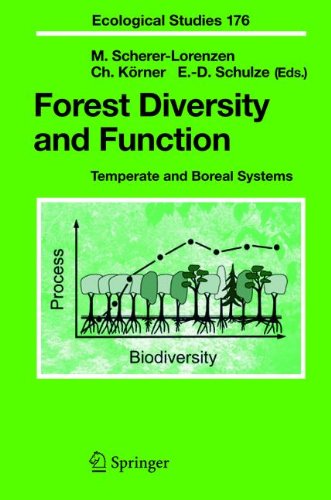 Ecological Studies 176
M. Scherer-Lorenzen
Ch. Körner E.-D. Schulze (Eds.)
Forest Diversity
and Function
Temperate and Boreal Systems
Process
Biodiversity
Springer